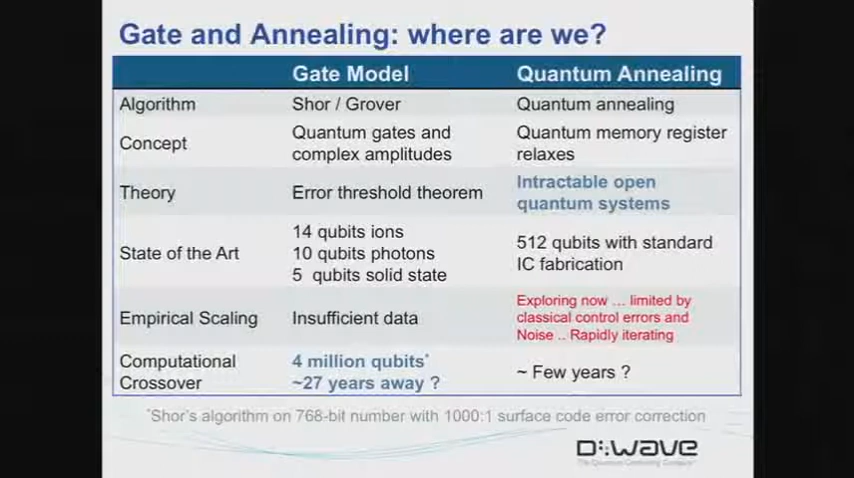 Gate and Annealing: where are we?
Gate Model Quantum Annealing
Algorithm Shor / Grover Quantum annealing
Concept Quantum gates and complex amplitudes Quantum memory register relaxes
Theory Error threshold theorem Intractable open quantum systems
State of the Art 14 qubits ions 10 qubits photons 5 qubits solid state 512 qubits with standard IC fabrication
Empirical Scaling Insufficient data Exploring now ... limited by classical control errors and Noise .. Rapidly iterating
Computational Crossover 4 million qubits* ~27 years away ? ~ Few years ?
*Shor's algorithm on 768-bit number with 1000:1 surface code error correction
D:wave
The Quantum Computing Company